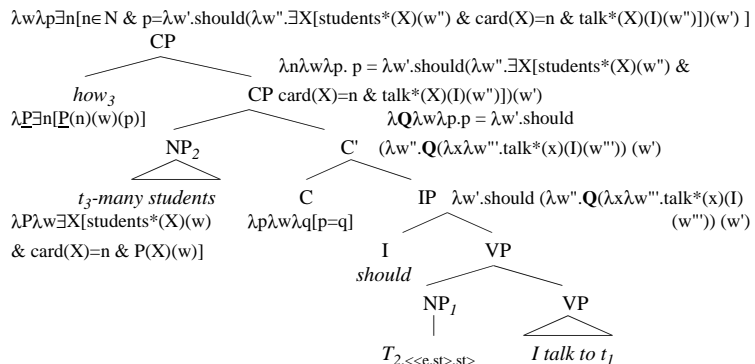 λwλp∃n[n∈N & p=λw'.should(λw".∃X[students*(X)(w") & card(X)=n & talk*(X)(I)(w")])(w') ]
CP
how3
λP∃n[P(n)(w)(p)]
λnλwλp. p = λw'.should(λw".∃X[students*(X)(w") &
CP card(X)=n & talk*(X)(I)(w")])(w')
NP2
t3-many students
λPλw∃X[students*(X)(w)
& card(X)=n & P(X)(w)]
λQλwλp.p = λw'.should
C' (λw".Q(λxλw"'.talk*(x)(I)(w"')) (w')
C
λpλwλq[p=q]
IP λw'.should (λw".Q(λxλw"'.talk*(x)(I)
(w"')) (w')
I
should
VP
NP1
T2,<<e,st>,st>
VP
I talk to t1